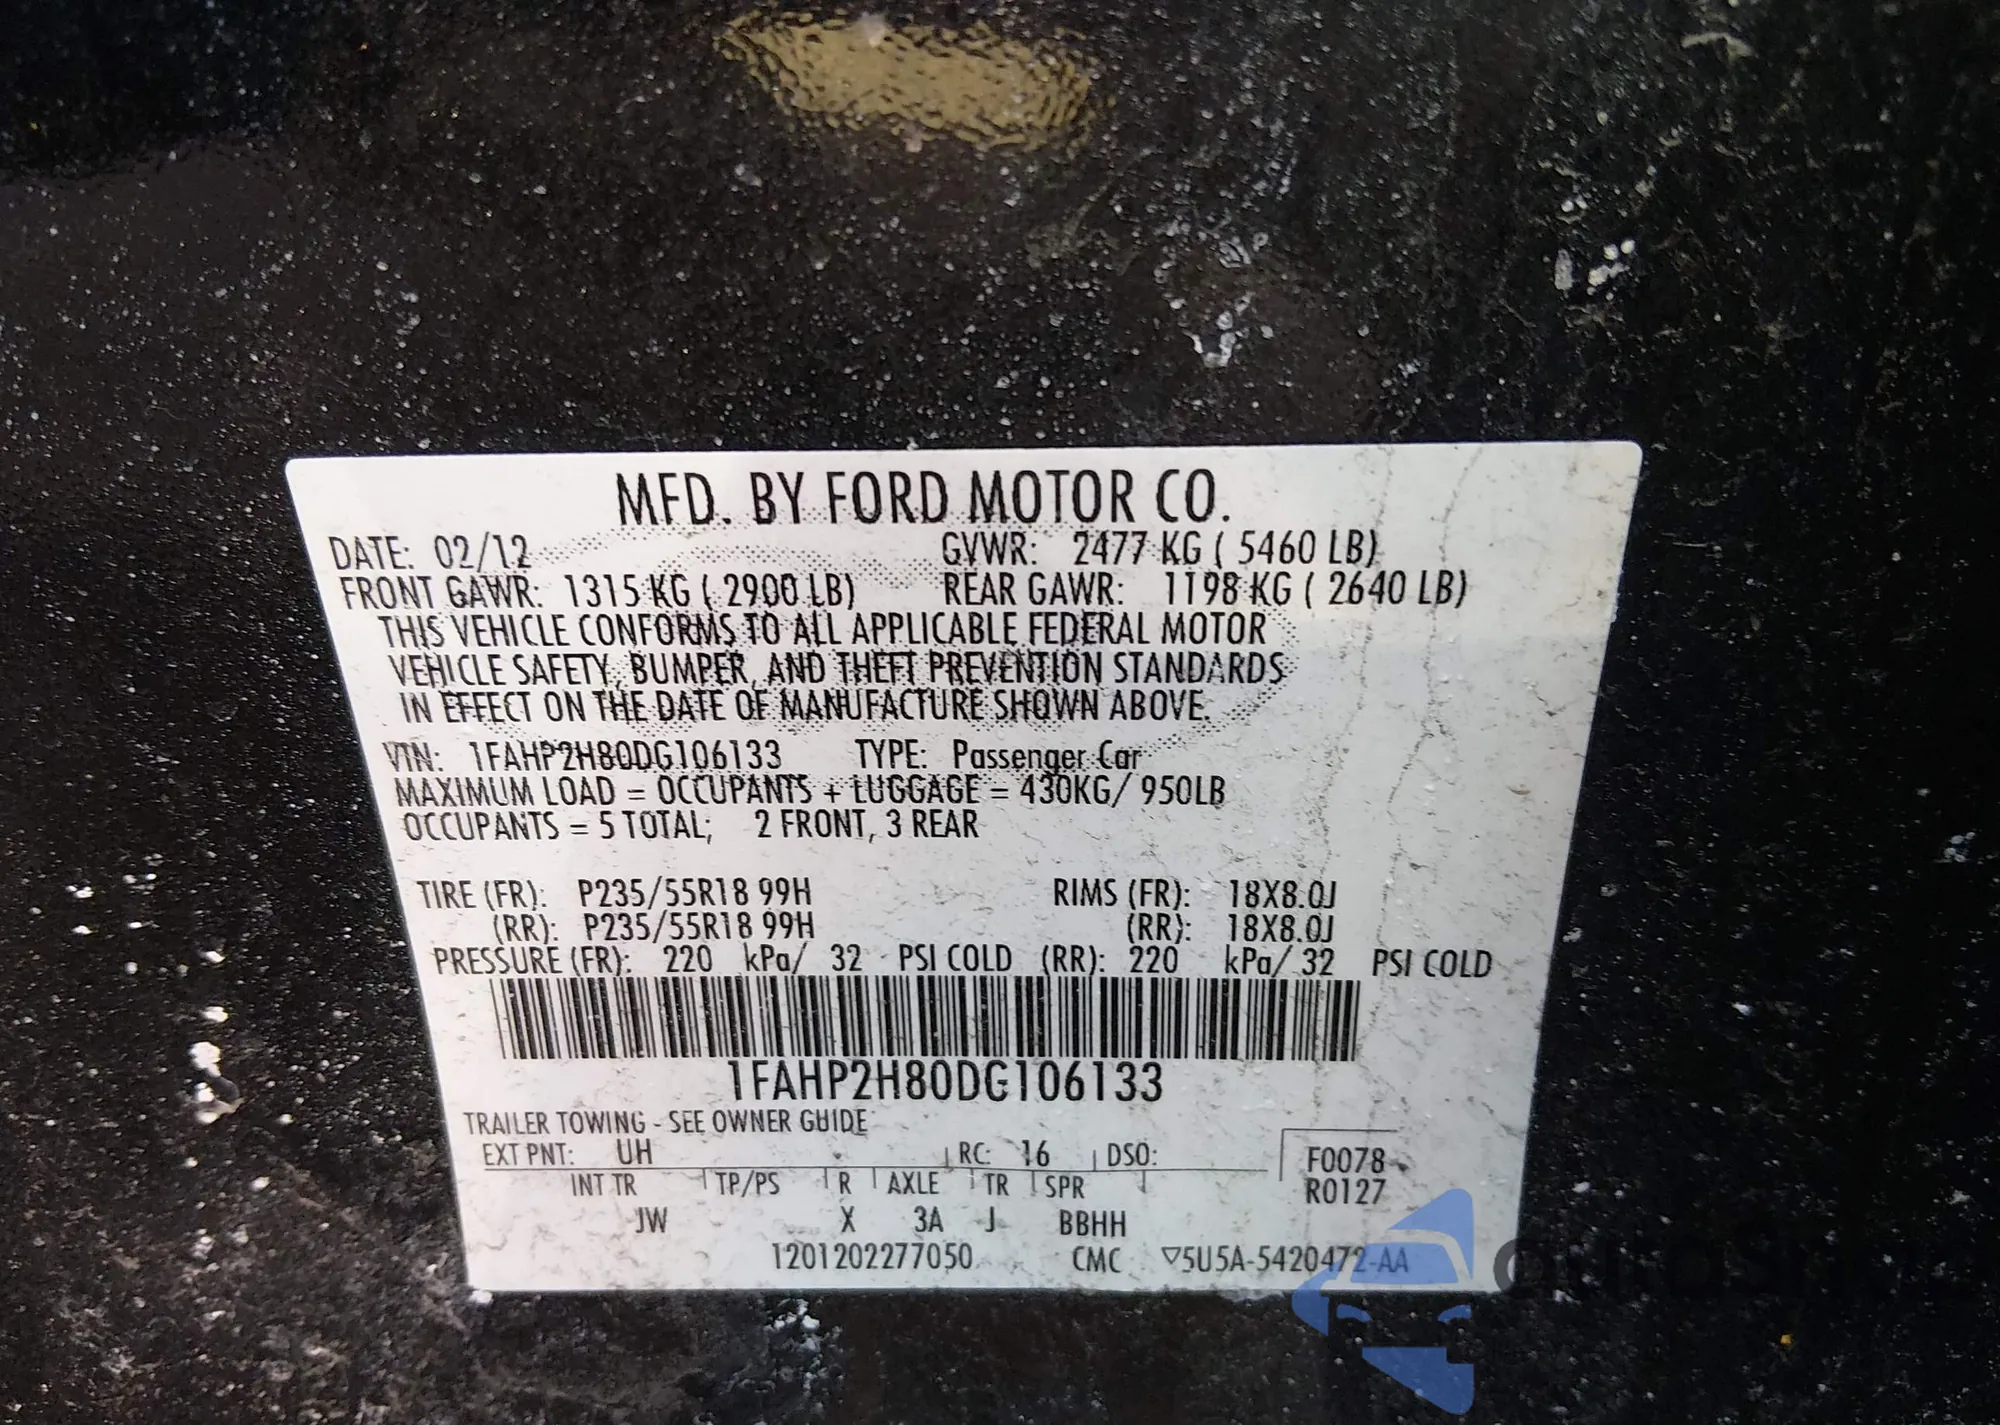 MFD. BY FORD MOTOR CO.
DATE: 02/12 GVWR: 2477 KG ( 5460 LB)
FRONT GAWR: 1315 KG ( 2900 LB) REAR GAWR: 1198 KG ( 2640 LB)
THIS VEHICLE CONFORMS TO ALL APPLICABLE FEDERAL MOTOR
VEHICLE SAFETY, BUMPER, AND THEFT PREVENTION STANDARDS
IN EFFECT ON THE DATE OF MANUFACTURE SHOWN ABOVE.
VIN: 1FAHP2H80DG106133 TYPE: Passenger Car
MAXIMUM LOAD = OCCUPANTS + LUGGAGE = 430KG/ 950LB
OCCUPANTS = 5 TOTAL; 2 FRONT, 3 REAR
TIRE (FR): P235/55R18 99H RIMS (FR): 18X8.0J
(RR): P235/55R18 99H (RR): 18X8.0J
PRESSURE (FR): 220 kPa/ 32 PSI COLD (RR): 220 kPa/ 32 PSI COLD
1FAHP2H80DG106133
TRAILER TOWING - SEE OWNER GUIDE
EXT PNT: UH RC: 16 DSO: F0078
INT TR TP/PS R AXLE TR SPR R0127
JW X 3A J BBHH
1201202277050 CMC ▽5U5A-5420472-AA